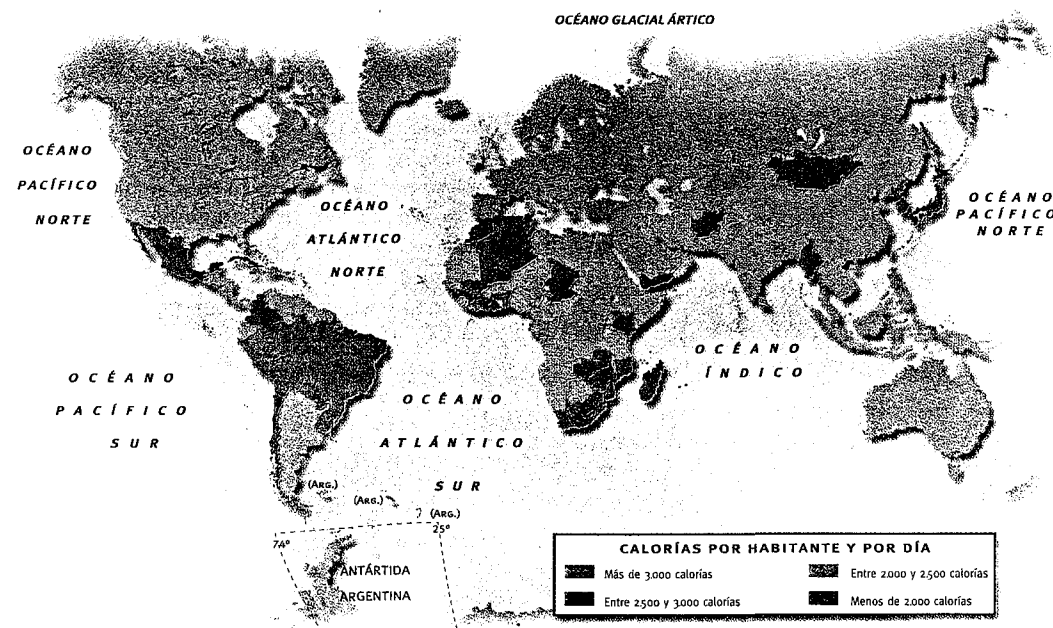 OCÉANO GLACIAL ÁRTICO
OCÉANO
PACÍFICO
NORTE
OCÉANO
ATLÁNTICO
NORTE
OCÉANO
PACÍFICO
NORTE
OCÉANO
ÍNDICO
OCÉANO
PACÍFICO
SUR
OCÉANO
ATLÁNTICO
SUR
(ARG.)
(ARG.)
(ARG.)
74°
25°
ANTÁRTIDA
ARGENTINA
CALORÍAS POR HABITANTE Y POR DÍA
Más de 3.000 calorías
Entre 2.500 y 3.000 calorías
Entre 2.000 y 2.500 calorías
Menos de 2.000 calorías